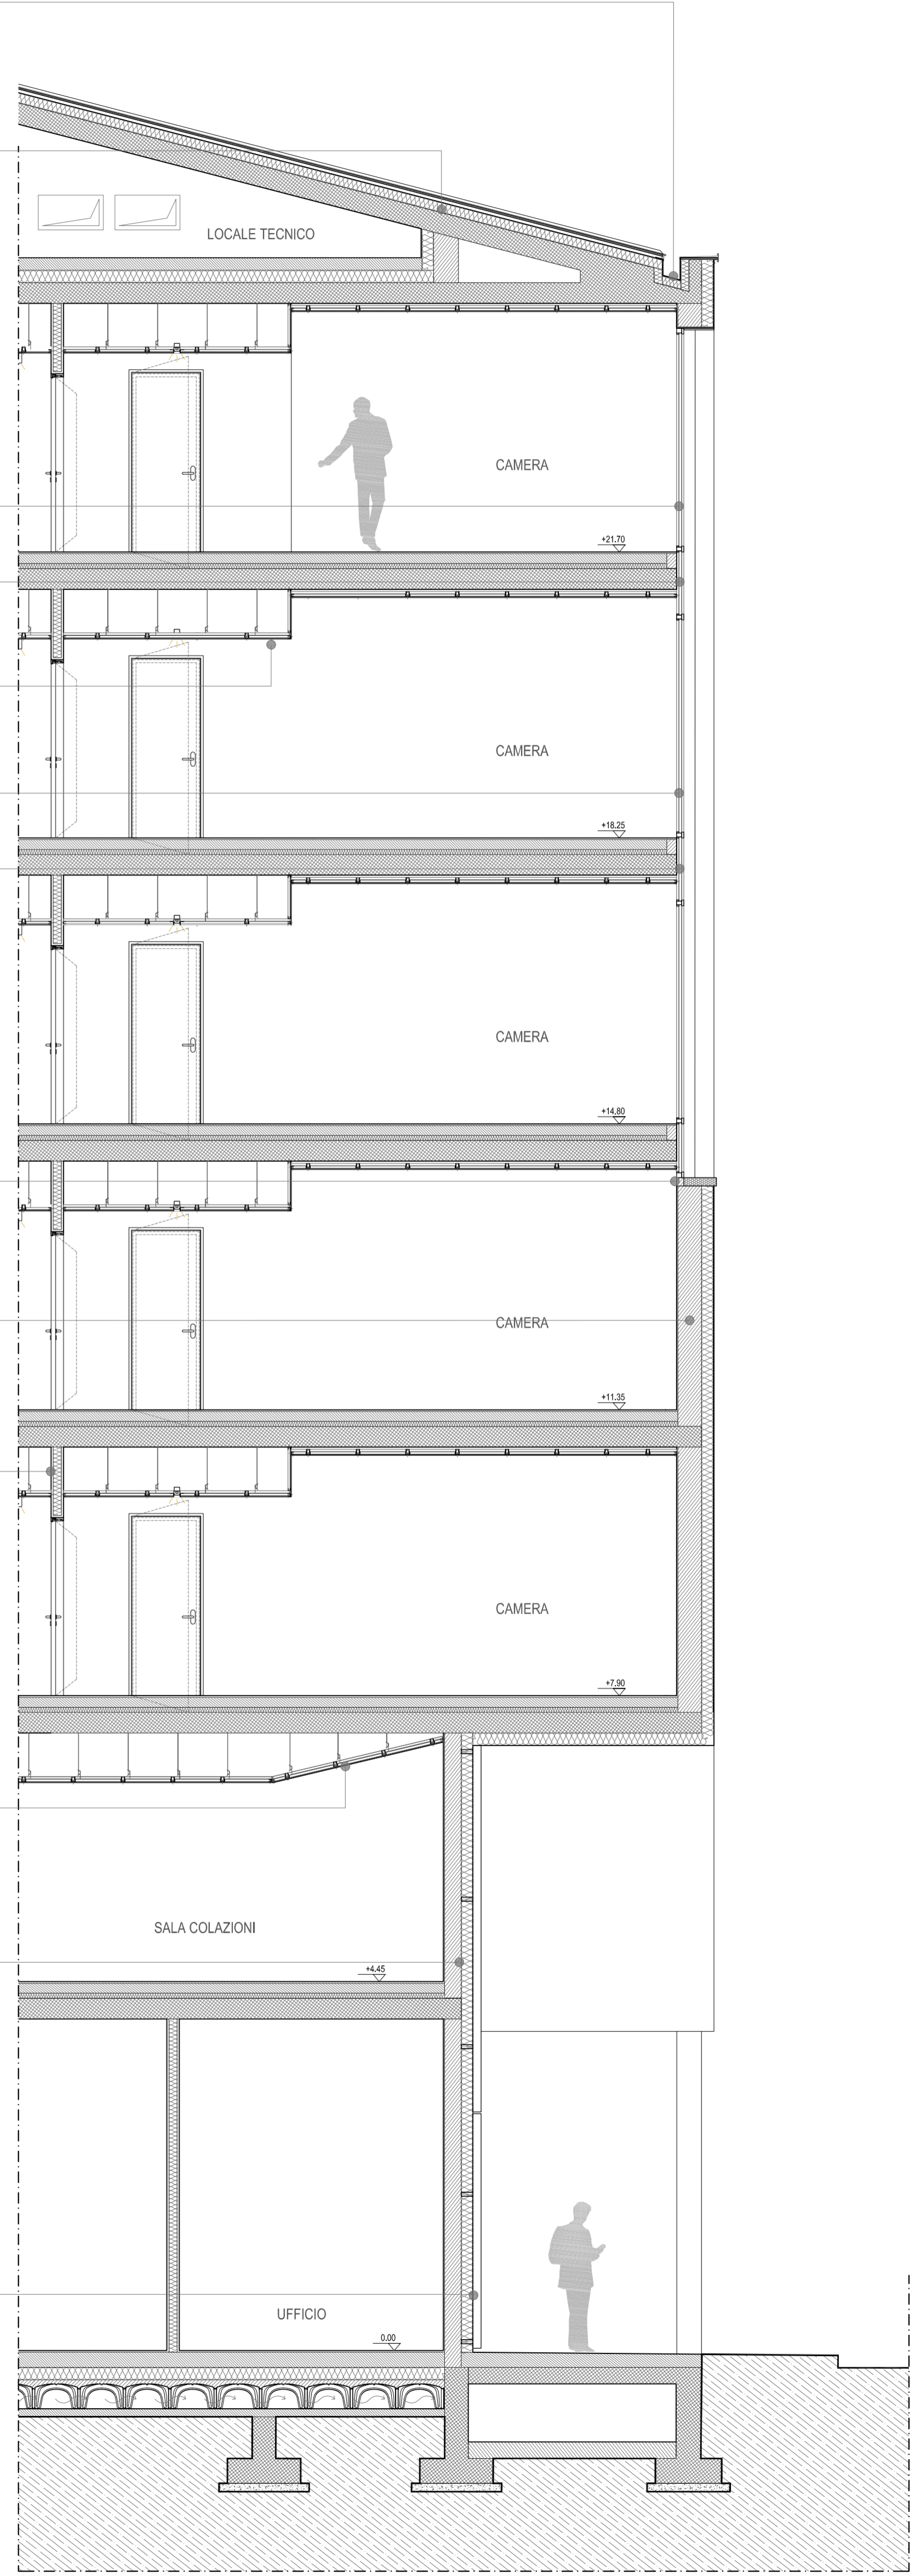 LOCALE TECNICO
CAMERA
+21.70
CAMERA
+18.25
CAMERA
+14.80
CAMERA
+11.35
CAMERA
+7.90
SALA COLAZIONI
+4.45
UFFICIO
0.00